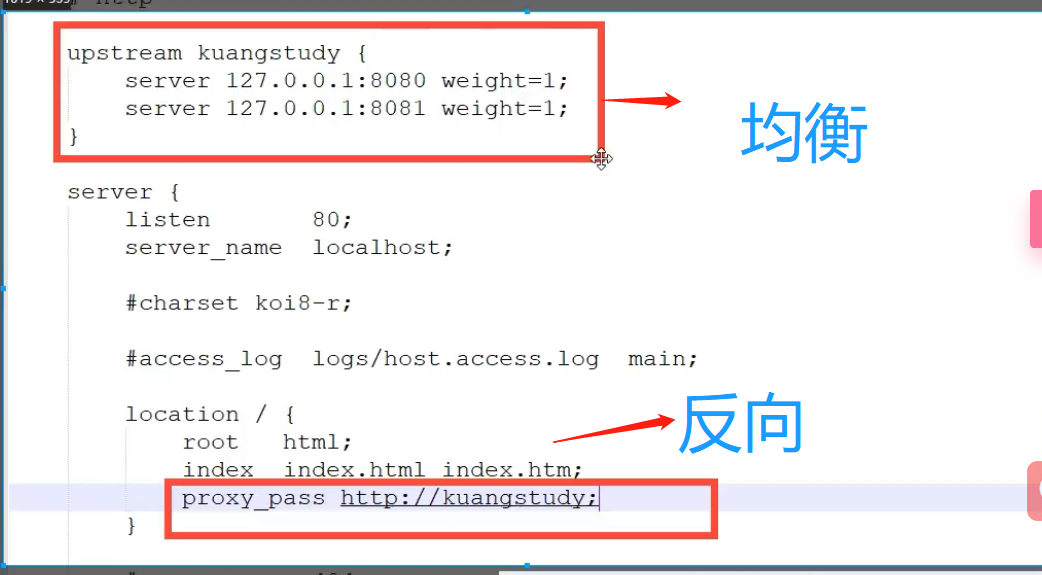 upstream kuangstudy {
server 127.0.0.1:8080 weight=1;
server 127.0.0.1:8081 weight=1;
}
均衡
server {
listen 80;
server_name localhost;
#charset koi8-r;
#access_log logs/host.access.log main;
location / {
反向
root html;
index index.html index.htm;
proxy_pass http://kuangstudy;
}